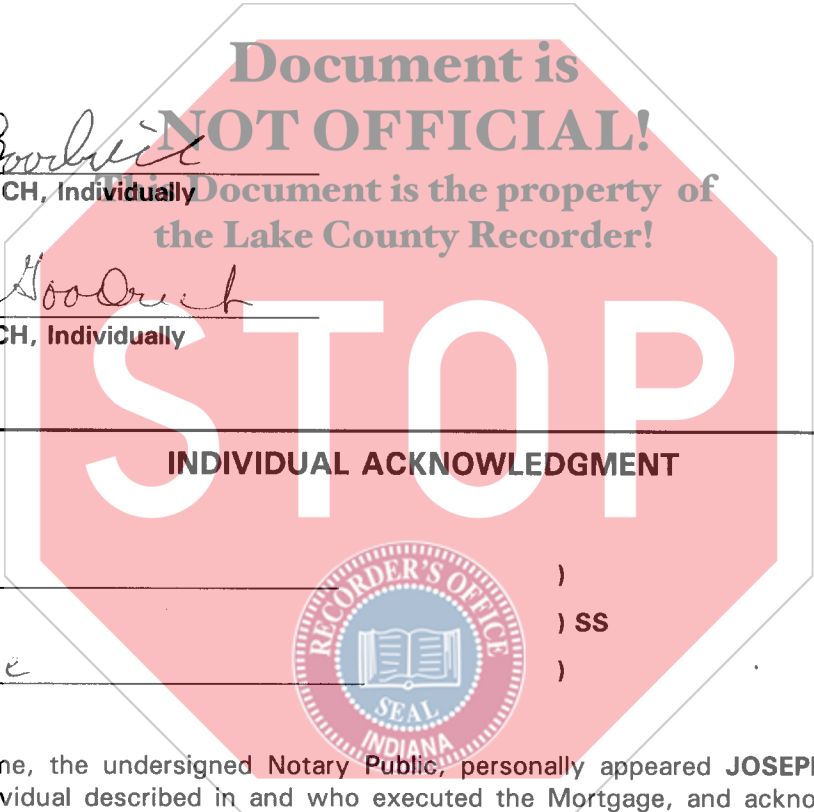 Document is
NOT OFFICIAL!
This Document is the property of
the Lake County Recorder!
CH, Individually
Goodrich
CH, Individually
STOP
INDIVIDUAL ACKNOWLEDGMENT
)
) SS
)
RECORDER'S OFFICE
SEAL
INDIANA
me, the undersigned Notary Public, personally appeared JOSEP
vidual described in and who executed the Mortgage, and ackno